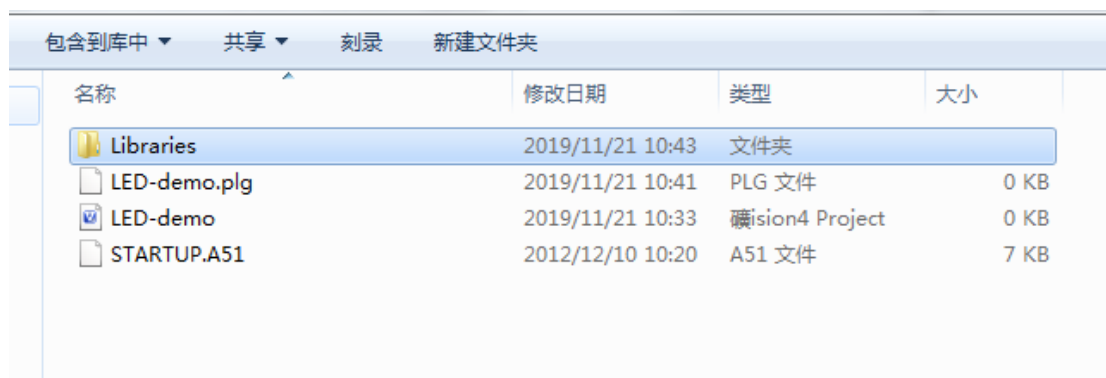 包含到库中 共享 刻录 新建文件夹
名称 修改日期 类型 大小
Libraries 2019/11/21 10:43 文件夹
LED-demo.plg 2019/11/21 10:41 PLG 文件 0 KB
LED-demo 2019/11/21 10:33 礦ision4 Project 0 KB
STARTUP.A51 2012/12/10 10:20 A51 文件 7 KB